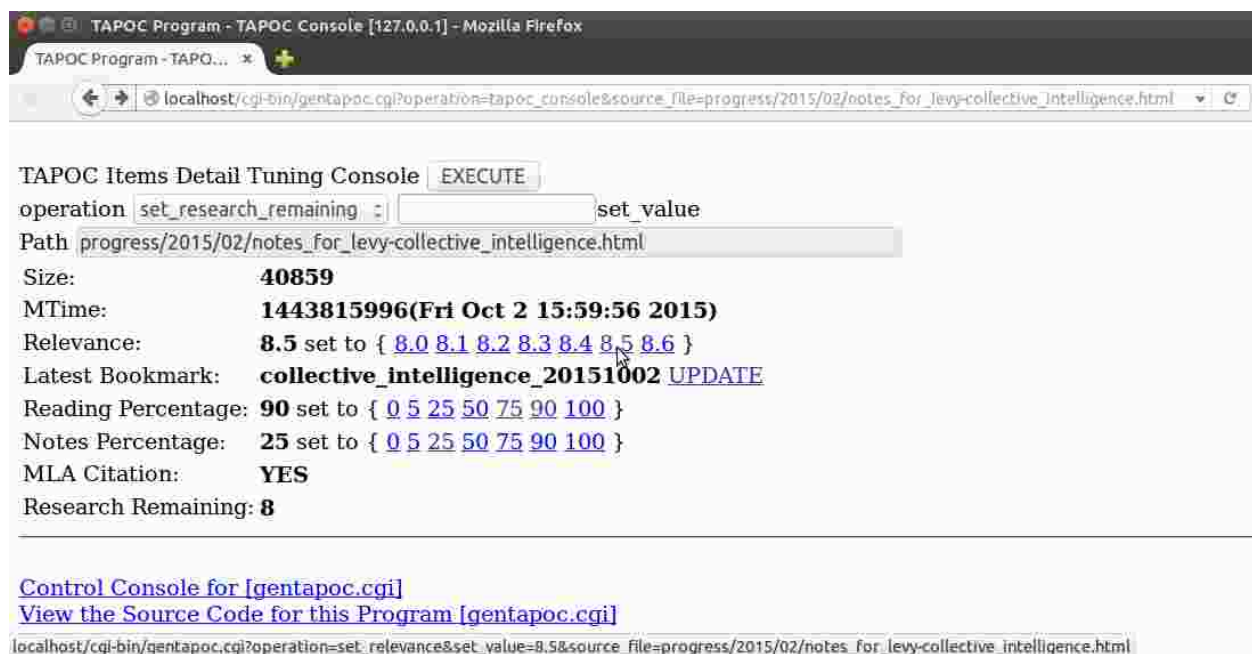 TAPOC Program - TAPOC Console [127.0.0.1] - Mozilla Firefox
TAPOC Program - TAPO... ×
localhost/cgi-bin/gentapoc.cgi?operation=tapoc_console&source_file=progress/2015/02/notes_for_levy-collective_intelligence.html
TAPOC Items Detail Tuning Console EXECUTE
operation set_research_remaining set_value
Path progress/2015/02/notes_for_levy-collective_intelligence.html
Size: 40859
MTime: 1443815996(Fri Oct 2 15:59:56 2015)
Relevance: 8.5 set to { 8.0 8.1 8.2 8.3 8.4 8.5 8.6 }
Latest Bookmark: collective_intelligence_20151002 UPDATE
Reading Percentage: 90 set to { 0 5 25 50 75 90 100 }
Notes Percentage: 25 set to { 0 5 25 50 75 90 100 }
MLA Citation: YES
Research Remaining: 8
Control Console for [gentapoc.cgi]
View the Source Code for this Program [gentapoc.cgi]
localhost/cgi-bin/gentapoc.cgi?operation=set_relevance&set_value=8.5&source_file=progress/2015/02/notes_for_levy-collective_intelligence.html